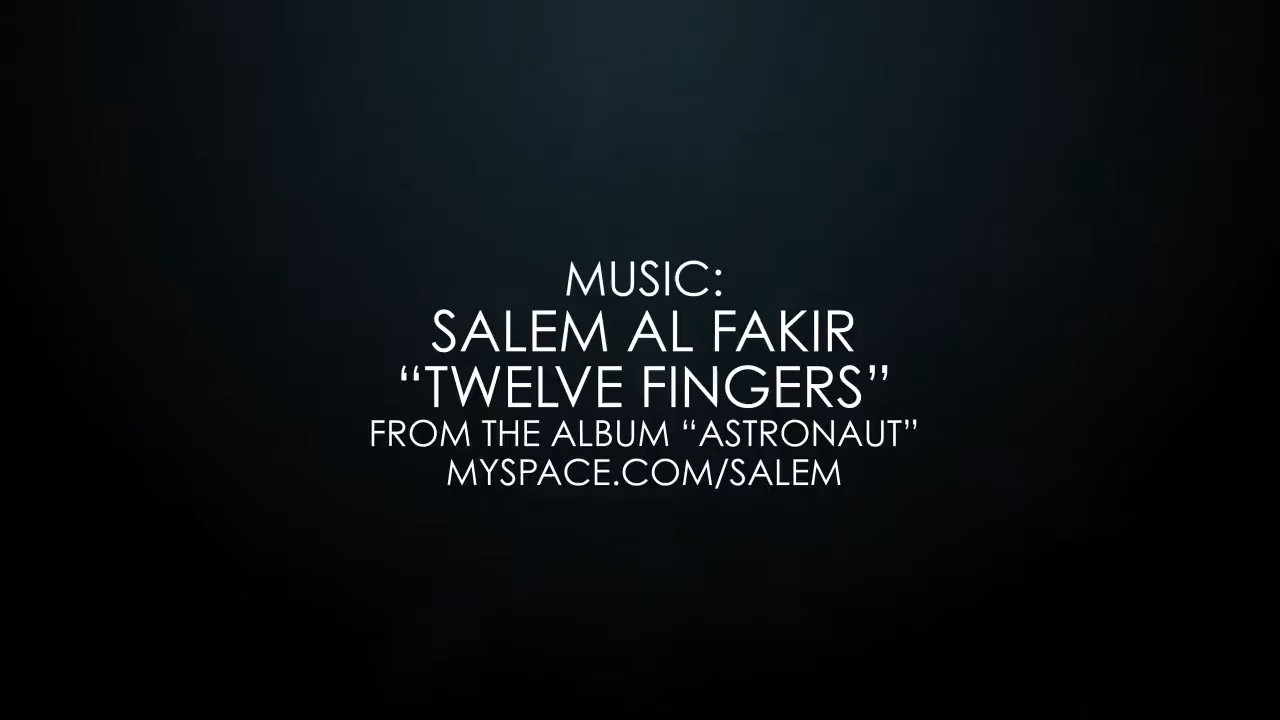 MUSIC:
SALEM AL FAKIR
“TWELVE FINGERS”
FROM THE ALBUM “ASTRONAUT”
MYSPACE.COM/SALEM